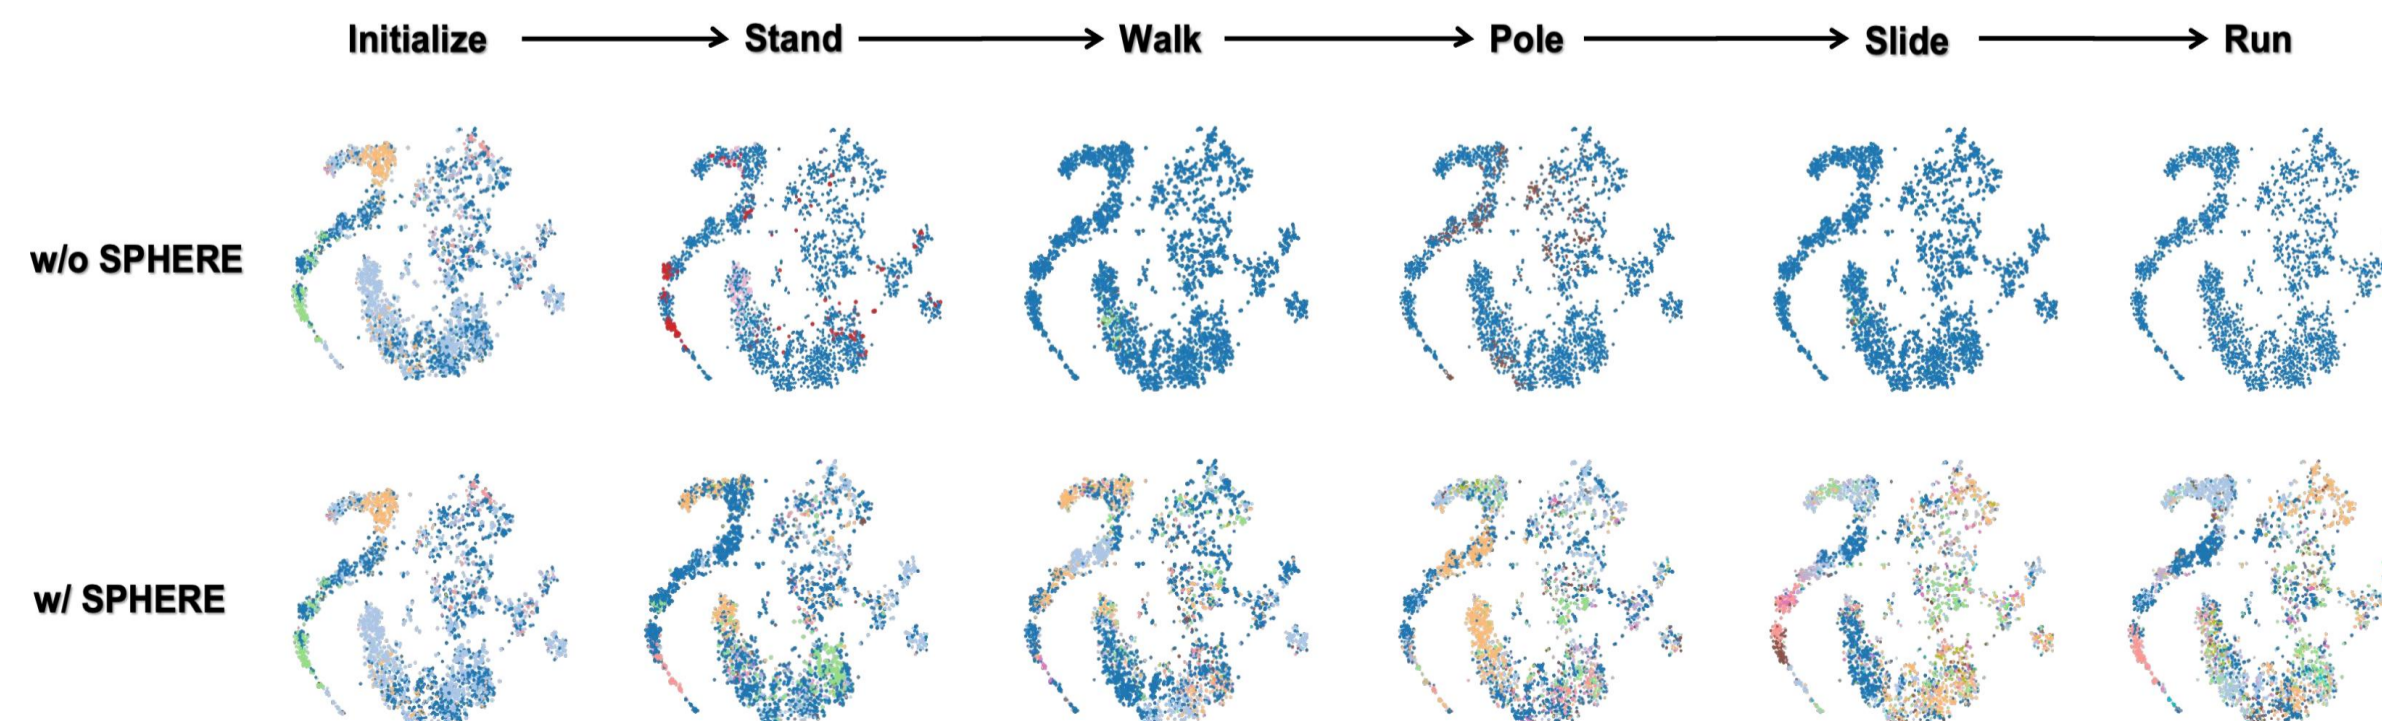 Initialize → Stand → Walk → Pole → Slide → Run
w/o SPHERE
w/ SPHERE